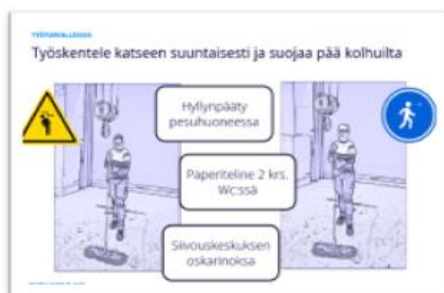 TYÖTURVALLISUUS
Työskentele katseen suuntaisesti ja suojaa pää kolhuilta
Hyllynpääty
pesuhuoneessa
Paperiteline 2 krs.
Wc:ssä
Siivouskeskuksen
oskarinoksa